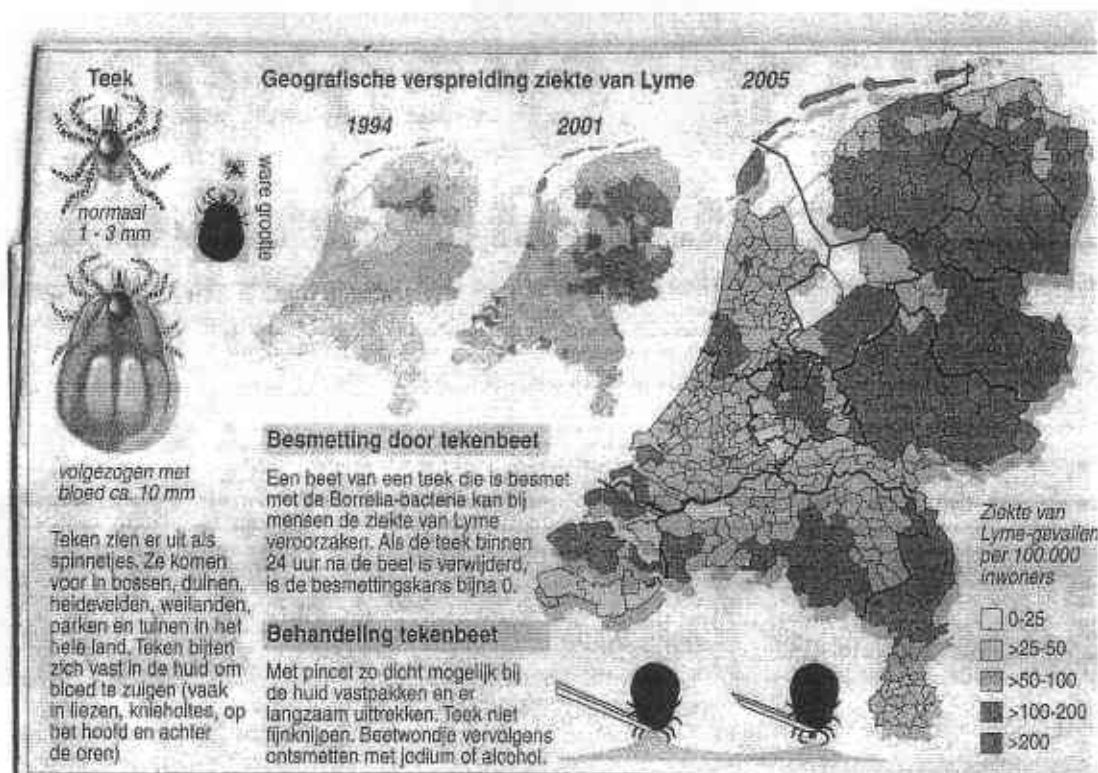 Teek
normaal
1 - 3 mm
ware grootte
volgezogen met
bloed ca. 10 mm
Teken zien er uit als
spinnetjes. Ze komen
voor in bossen, duinen,
heidevelden, weilanden,
parken en tuinen in het
hele land. Teken bijten
zich vast in de huid om
bloed te zuigen (vaak
in liezen, knieholtes, op
het hoofd en achter
de oren)
Geografische verspreiding ziekte van Lyme
1994
2001
2005
Besmetting door tekenbeet
Een beet van een teek die is besmet
met de Borrelia-bacterie kan bij
mensen de ziekte van Lyme
veroorzaken. Als de teek binnen
24 uur na de beet is verwijderd,
is de besmettingskans bijna 0.
Behandeling tekenbeet
Met pincet zo dicht mogelijk bij
de huid vastpakken en er
langzaam uittrekken. Teek niet
fijnknijpen. Beetwondje vervolgens
ontsmetten met jodium of alcohol.
Ziekte van
Lyme-gevallen
per 100.000
inwoners
0-25
>25-50
>50-100
>100-200
>200